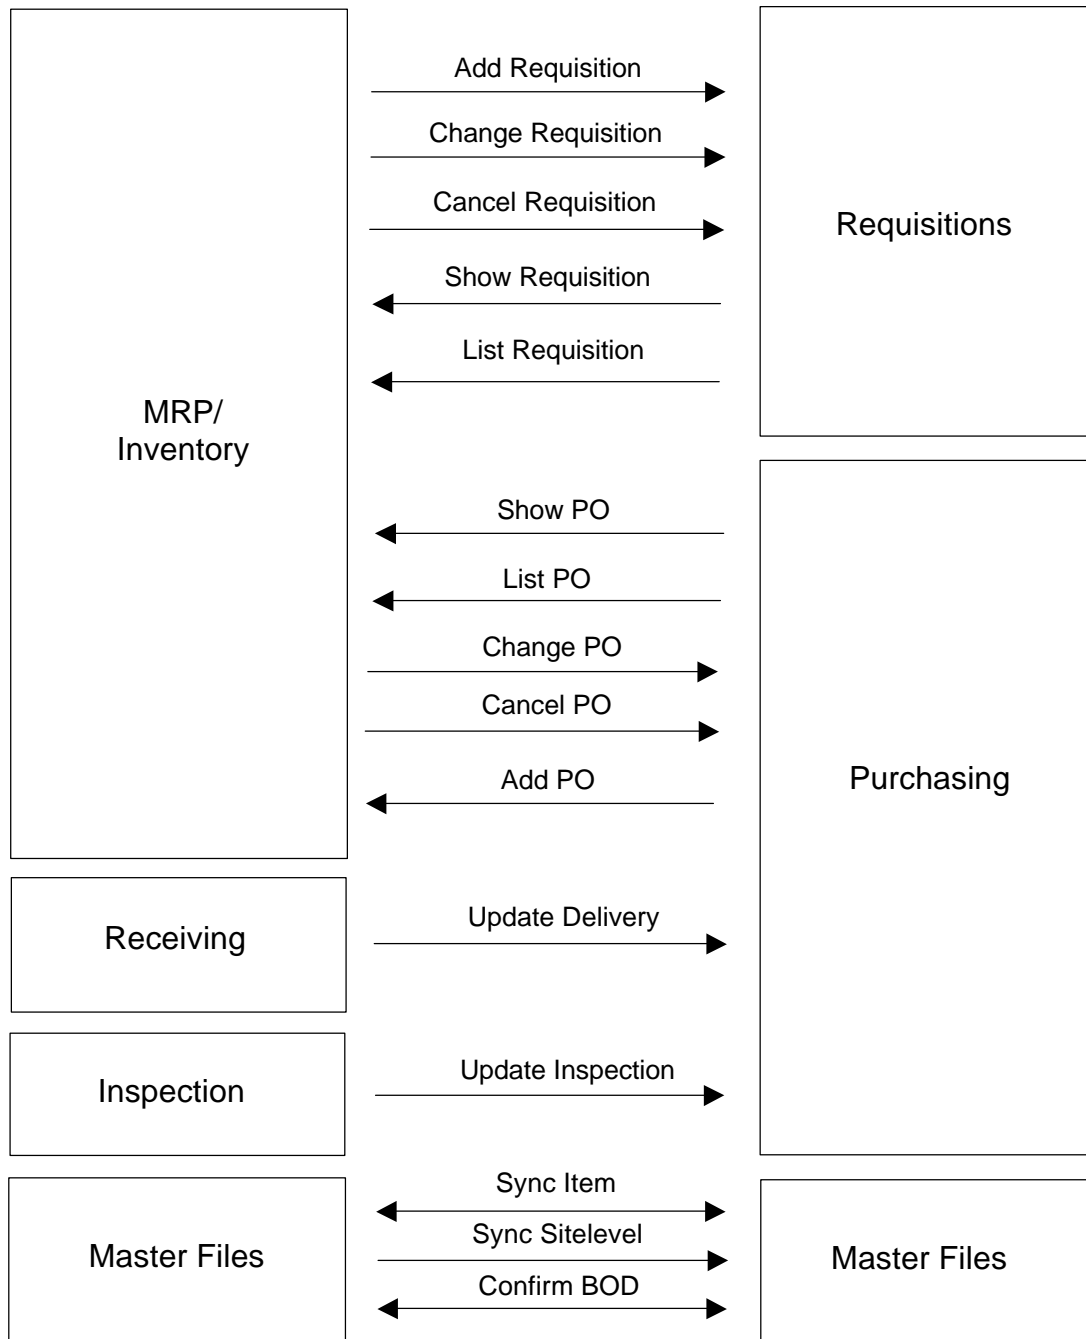 Add Requisition
Change Requisition
Cancel Requisition
Requisitions
Show Requisition
List Requisition
MRP/
Inventory
Show PO
List PO
Change PO
Cancel PO
Add PO
Purchasing
Receiving
Update Delivery
Inspection
Update Inspection
Master Files
Sync Item
Sync Sitelevel
Confirm BOD
Master Files